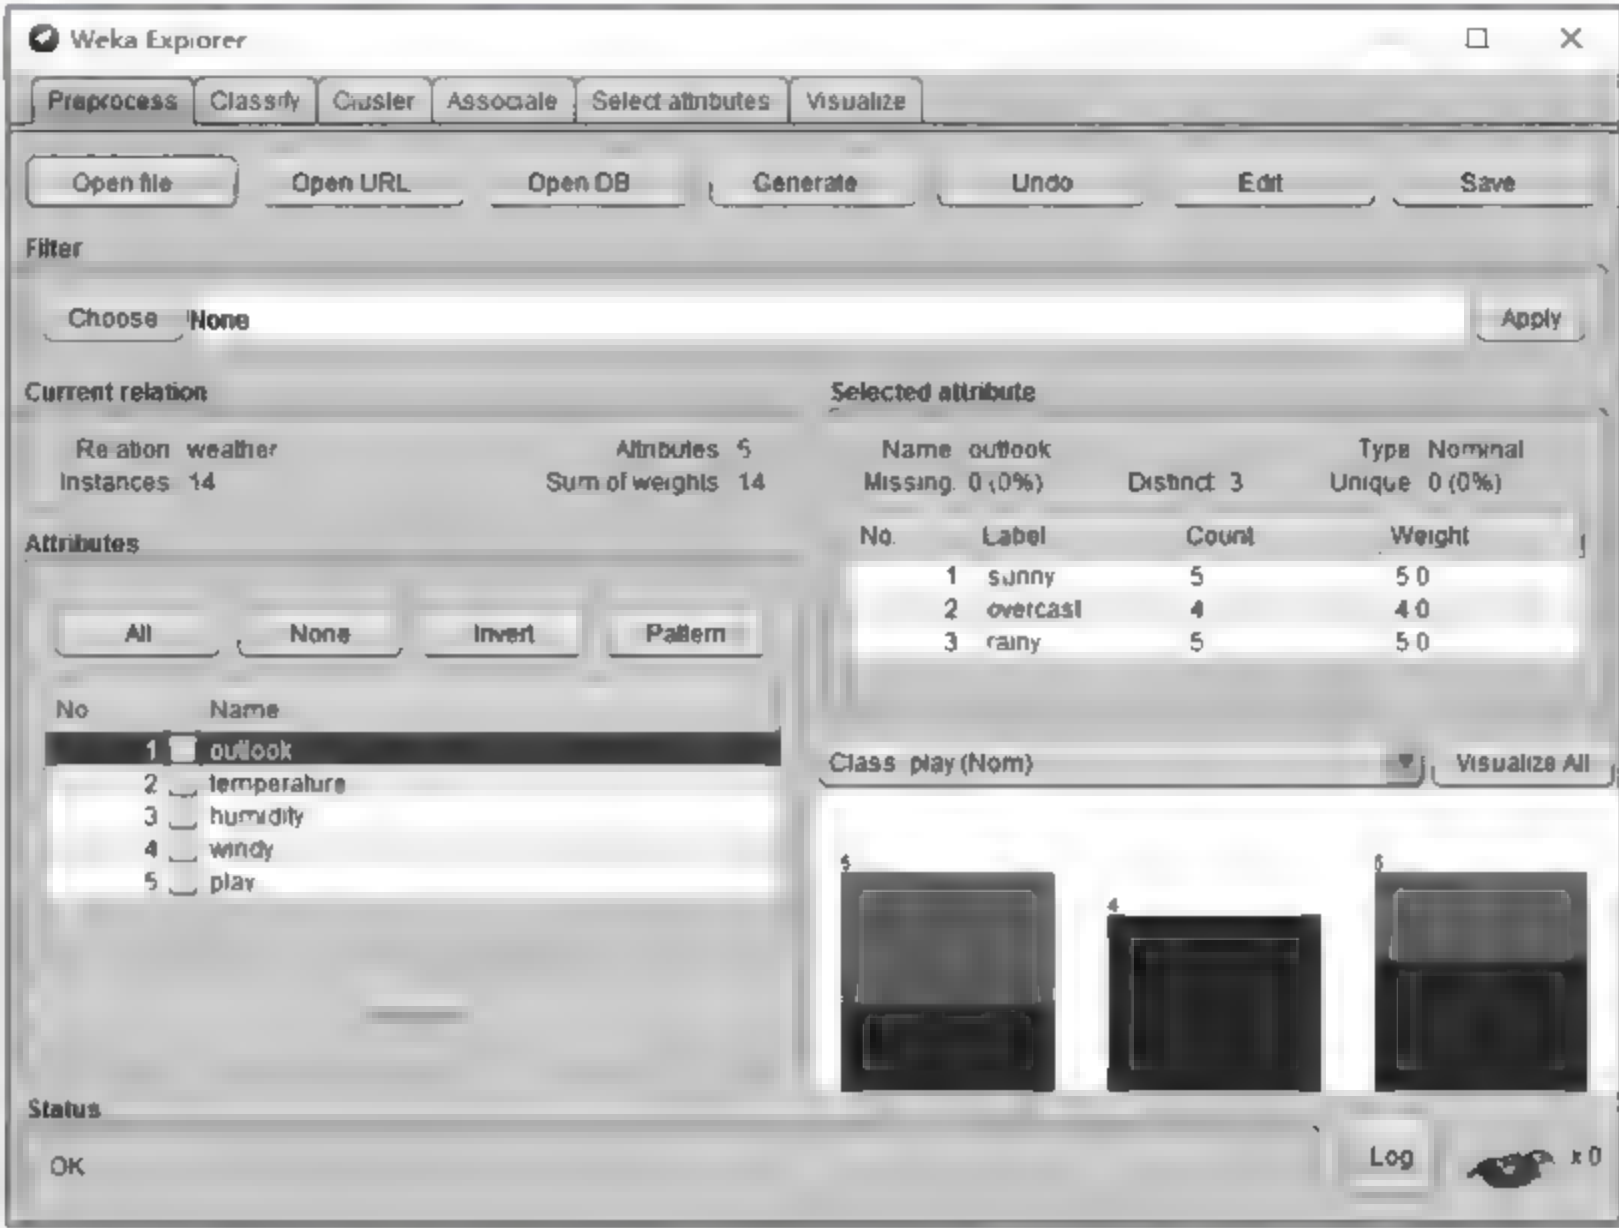 Weka Explorer
Preprocess Classify Cluster Associate Select attributes Visualize
Open file Open URL Open DB Generate Undo Edit Save
Filter
Choose None Apply
Current relation
Relation weather Attributes 5
Instances 14 Sum of weights 14
Selected attribute
Name outlook Type Nominal
Missing. 0 (0%) Distinct 3 Unique 0 (0%)
No. Label Count Weight
1 sunny 5 5 0
2 overcast 4 4 0
3 rainy 5 5 0
Attributes
All None Invert Pattern
No Name
1 outlook
2 temperature
3 humidity
4 windy
5 play
Class play (Nom) Visualize All
5 4 5
Status
OK
Log x 0